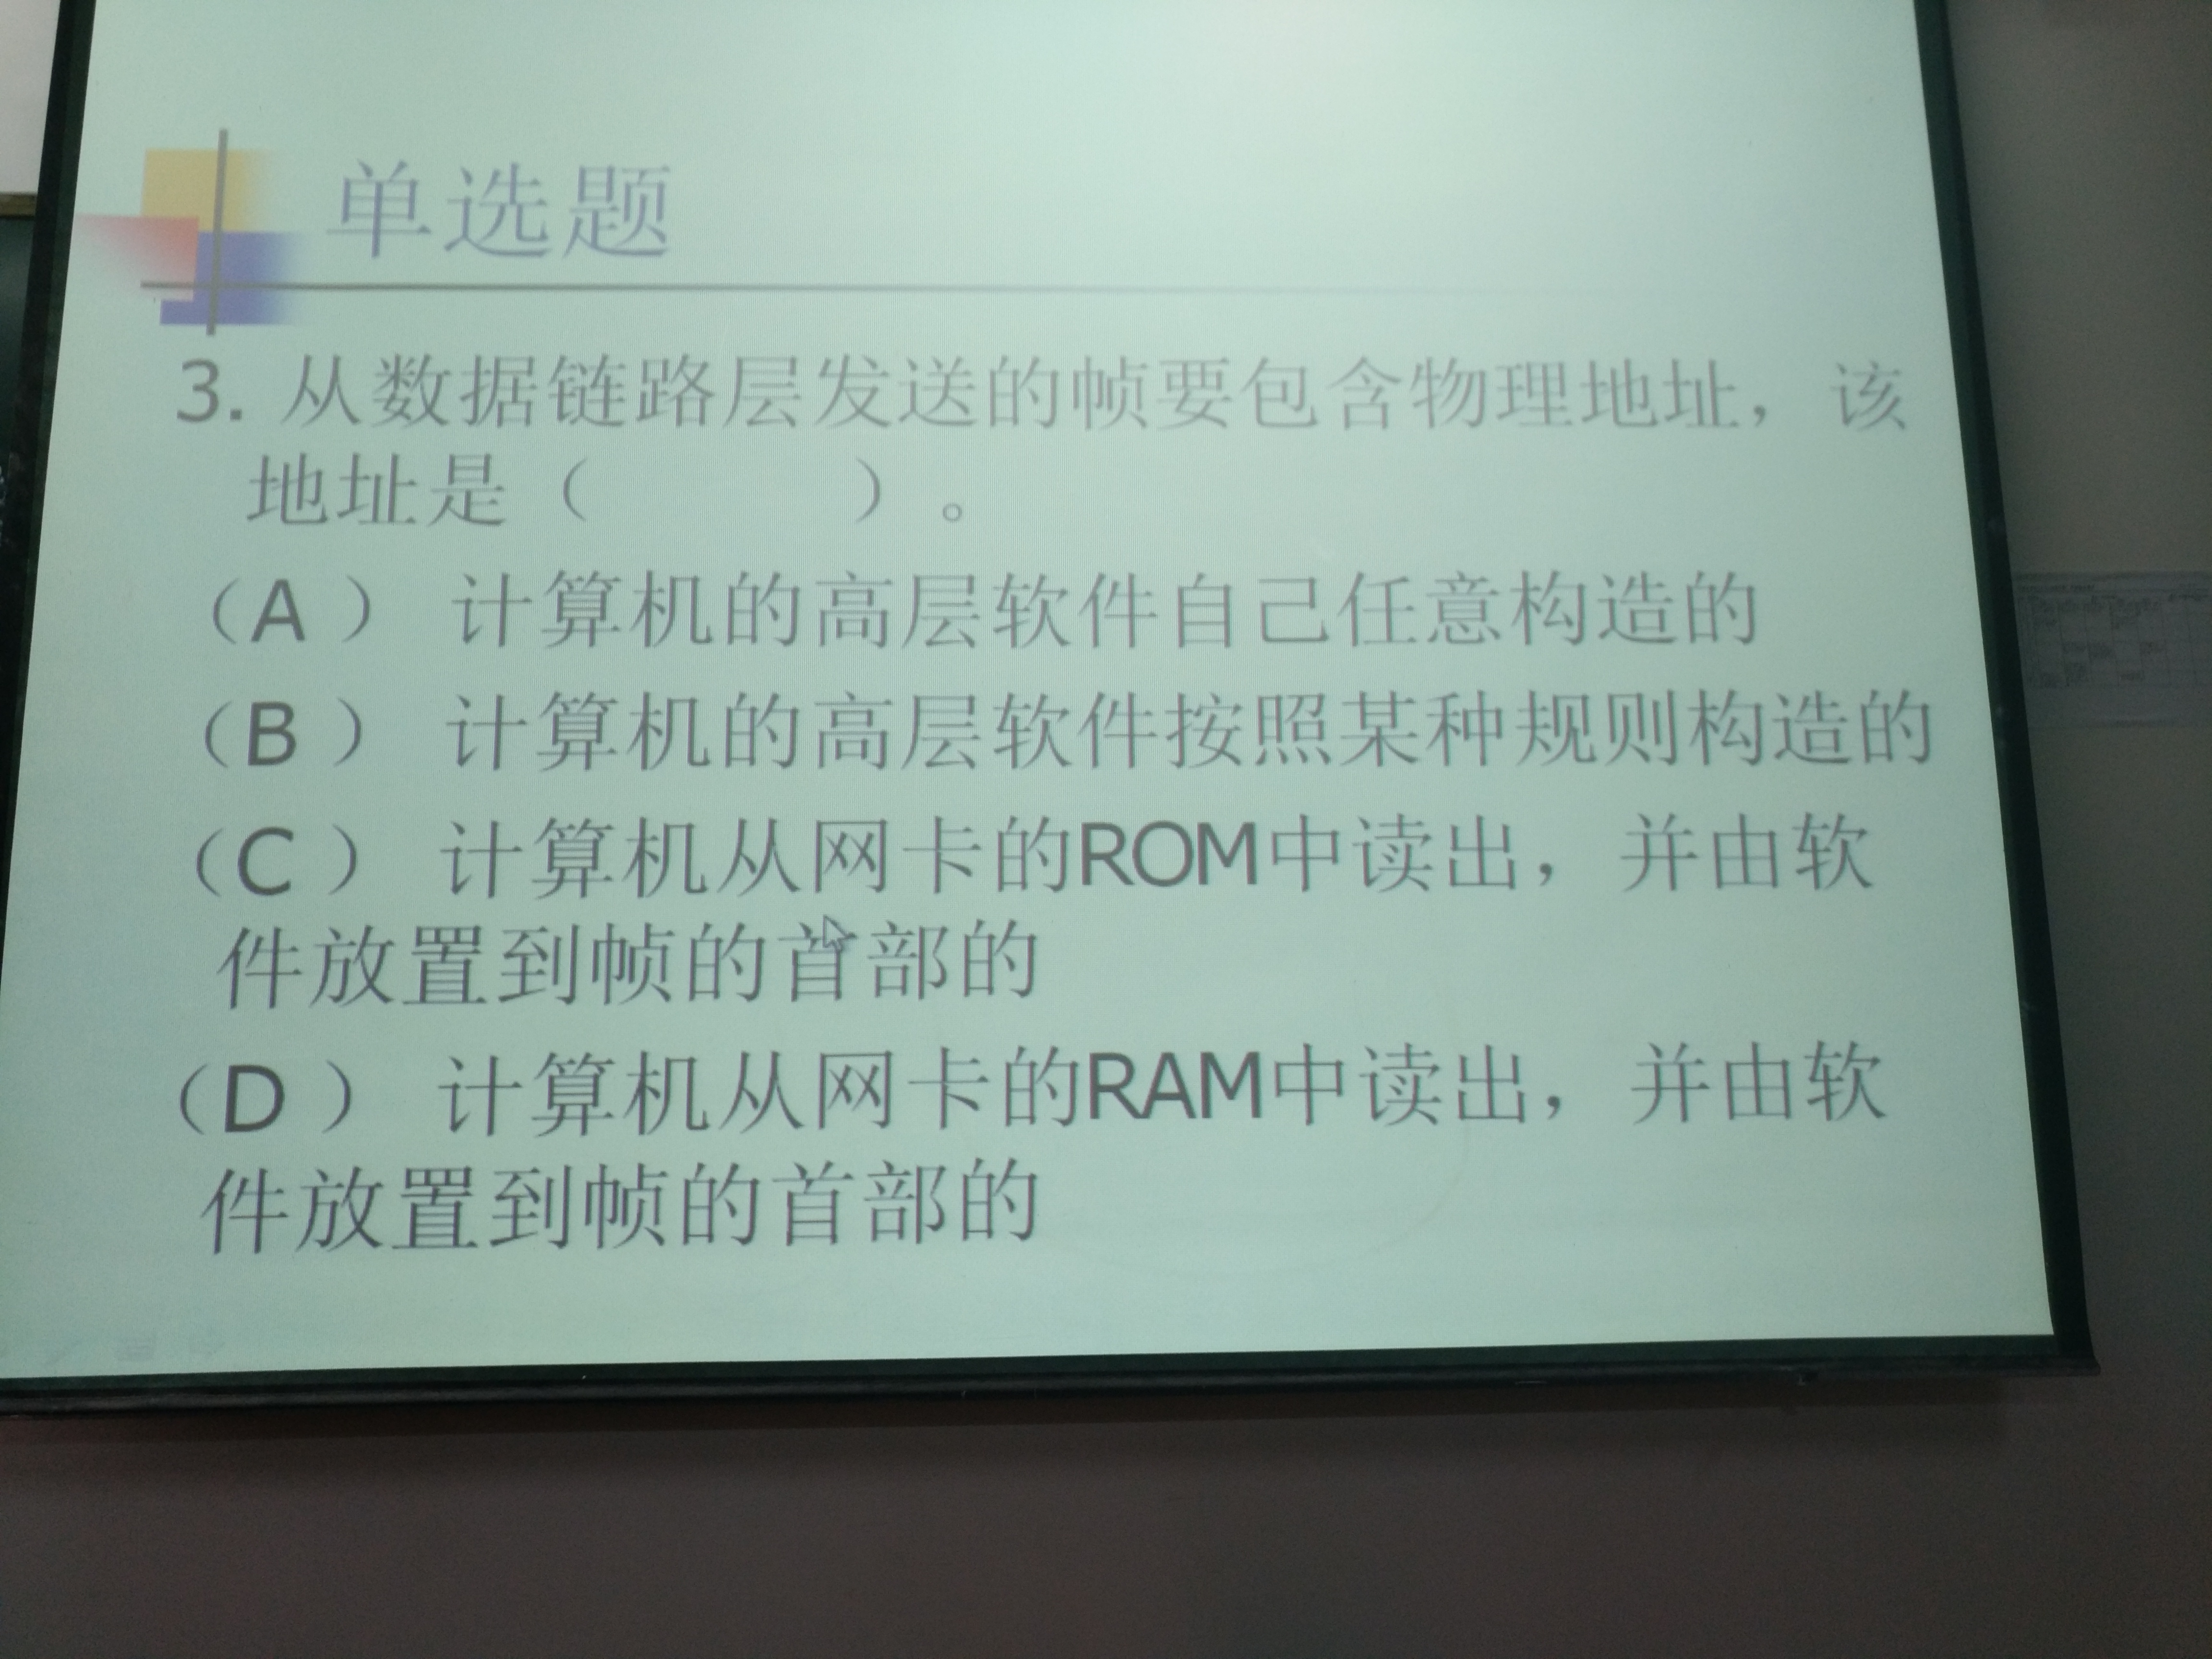 单选题
3. 从数据链路层发送的帧要包含物理地址，该
地址是（ ）。
（A ） 计算机的高层软件自己任意构造的
（B ） 计算机的高层软件按照某种规则构造的
（C ） 计算机从网卡的ROM中读出，并由软
件放置到帧的首部的
（D ） 计算机从网卡的RAM中读出，并由软
件放置到帧的首部的